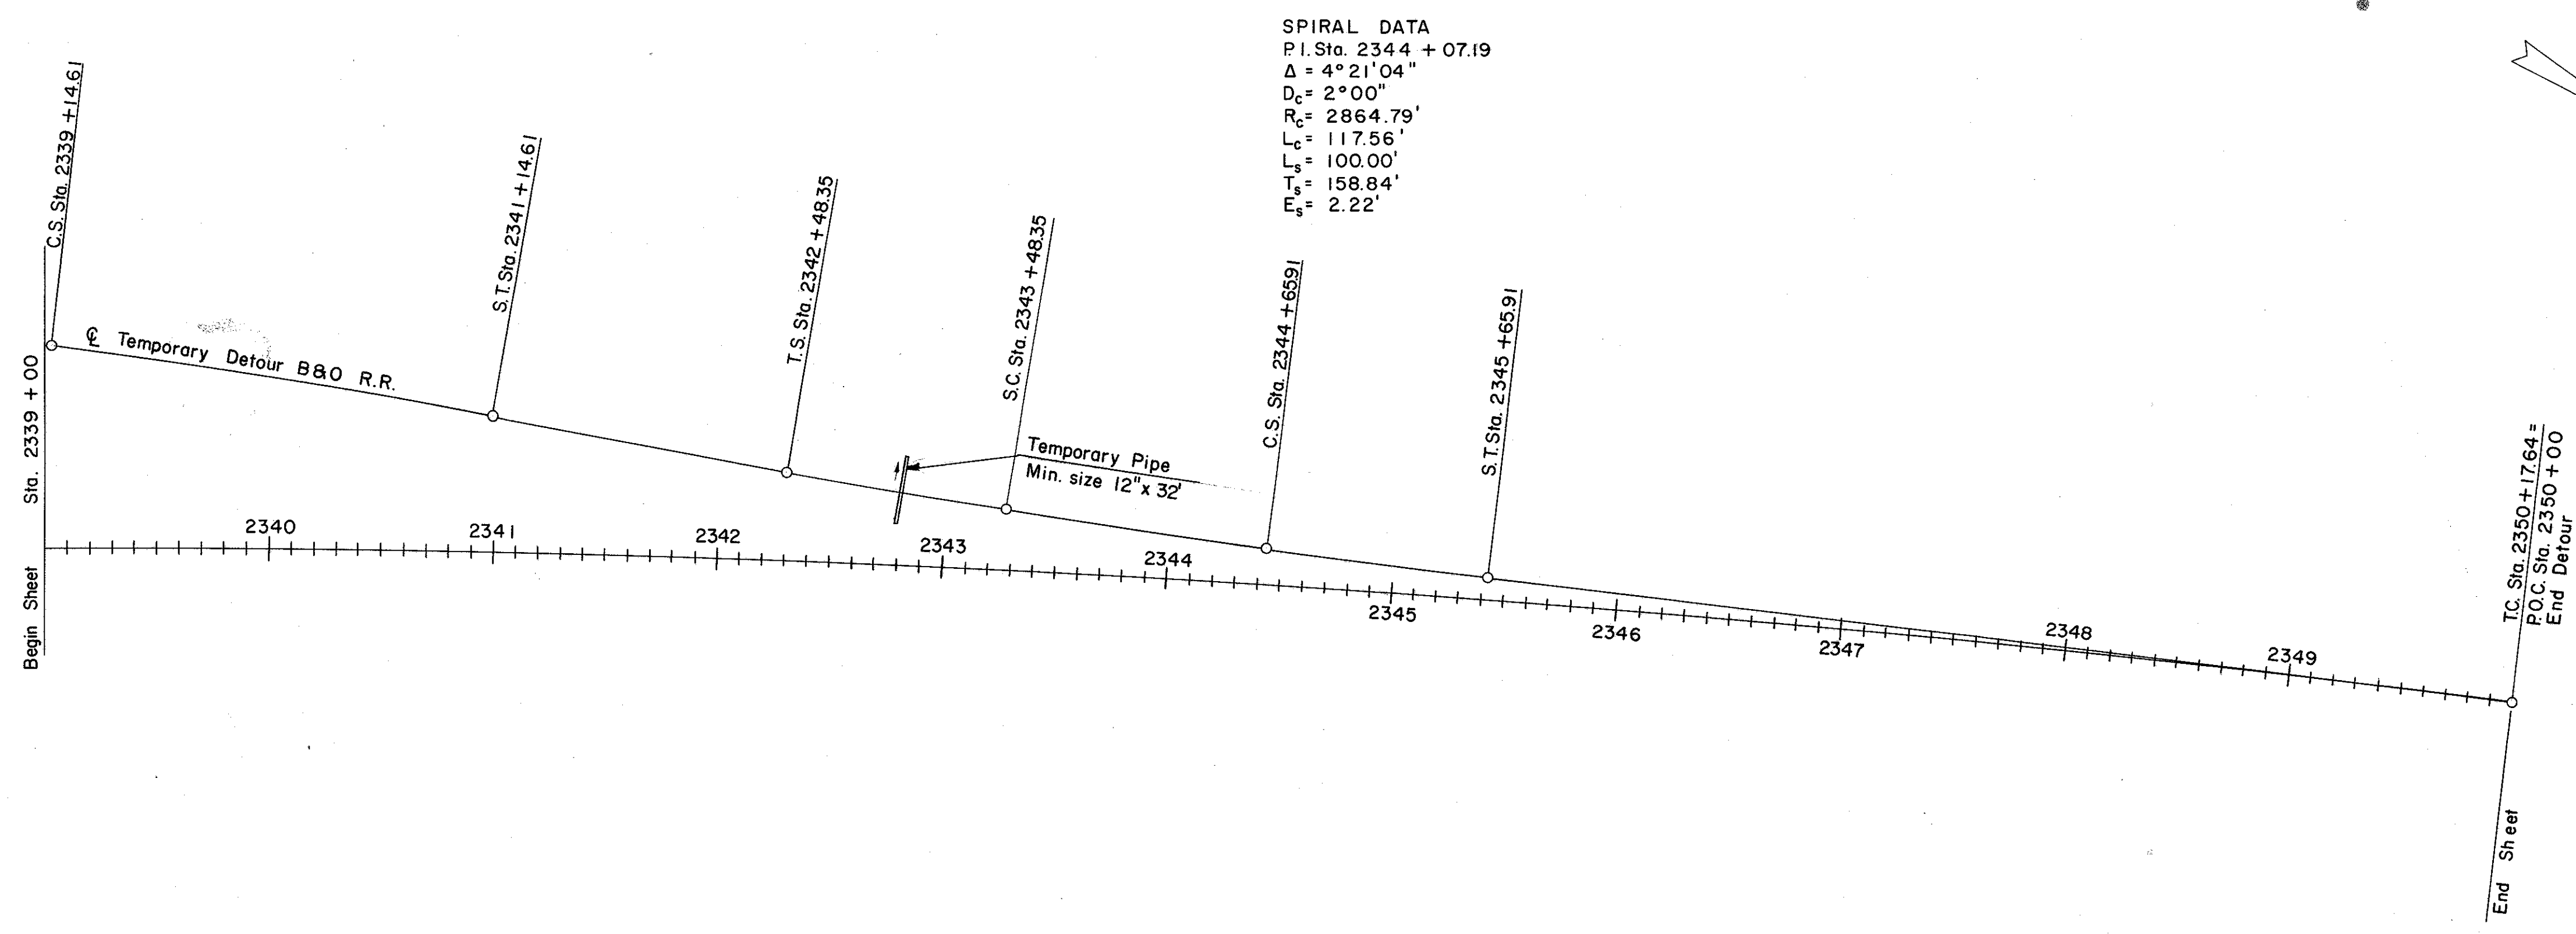 SPIRAL DATA
P.I. Sta. 2344 + 07.19
Δ = 4°21'04"
Dc = 2°00"
Rc = 2864.79'
Lc = 117.56'
Ls = 100.00'
Ts = 158.84'
Es = 2.22'
C.S. Sta. 2339 +14.61
S.T. Sta. 2341 +14.61
T.S. Sta. 2342 +48.35
S.C. Sta. 2343 +48.35
C.S. Sta. 2344 +65.91
S.T. Sta. 2345 +65.91
T.C. Sta. 2350+17.64 =
P.O.C. Sta. 2350 + 00
End Detour
℄ Temporary Detour B&O R.R.
Temporary Pipe
Min. size 12"x 32'
Begin Sheet Sta. 2339 + 00
2340
2341
2342
2343
2344
2345
2346
2347
2348
2349
End Sheet